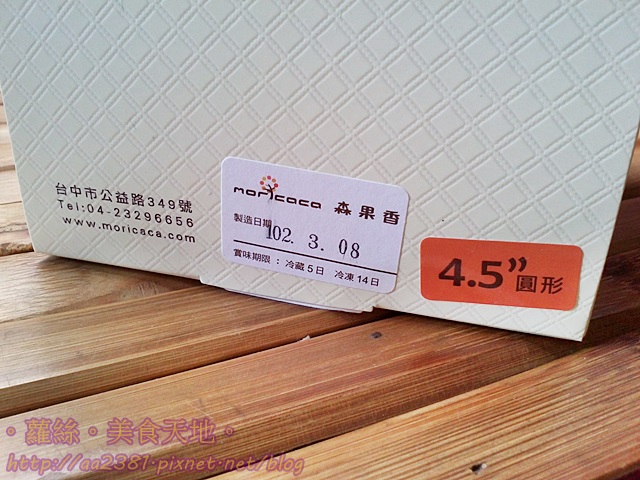 台中市公益路349號
Tel:04-23296656
www.moricaca.com
moricaca 森果香
製造日期
102. 3. 08
賞味期限：冷藏5日 冷凍14日
4.5” 圓形
。蘿絲。美食天地。
http://aa2381.pixnet.net/blog